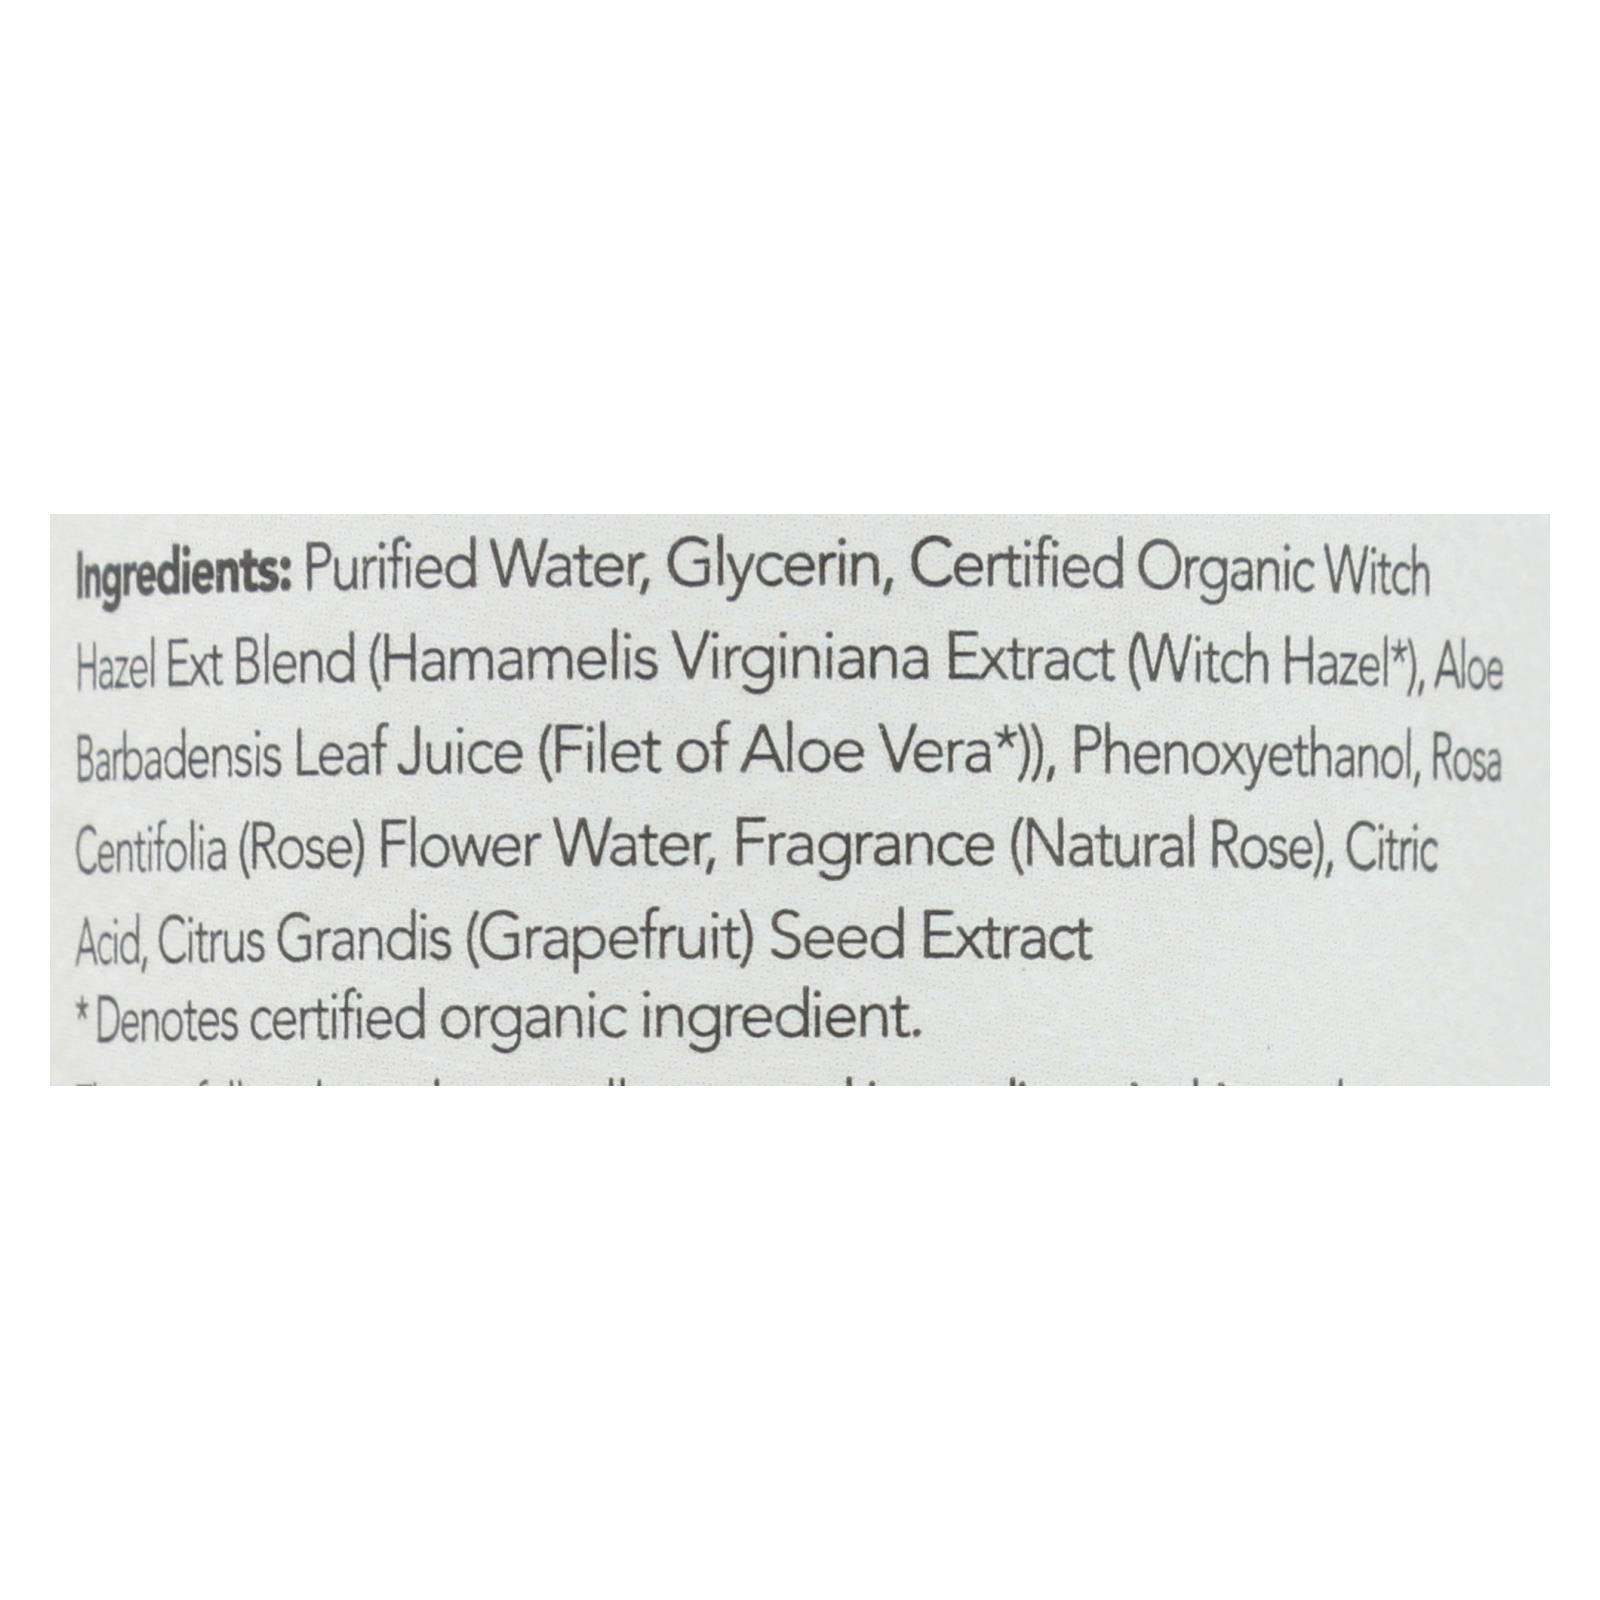 Ingredients: Purified Water, Glycerin, Certified Organic Witch
Hazel Ext Blend (Hamamelis Virginiana Extract (Witch Hazel*), Aloe
Barbadensis Leaf Juice (Filet of Aloe Vera*)), Phenoxyethanol, Rosa
Centifolia (Rose) Flower Water, Fragrance (Natural Rose), Citric
Acid, Citrus Grandis (Grapefruit) Seed Extract
*Denotes certified organic ingredient.